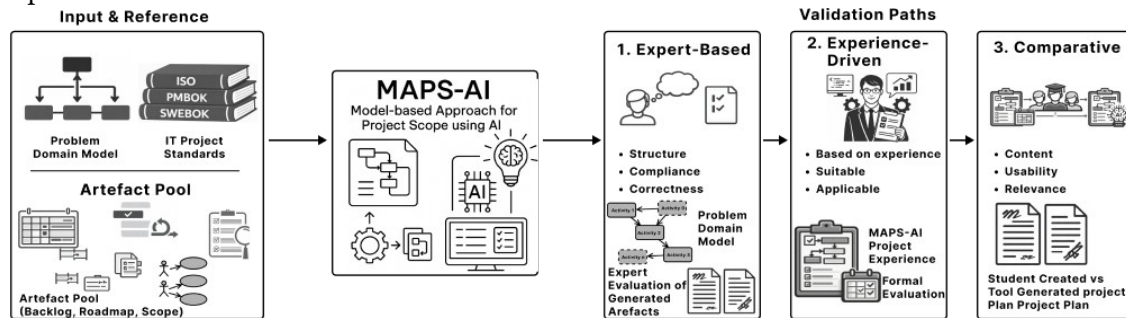 Input & Reference
ISO
PMBOK
SWEBOK
Problem
Domain Model
IT Project
Standards
Artefact Pool
Artefact Pool
(Backlog, Roadmap, Scope)
MAPS-AI
Model-based Approach for
Project Scope using AI
AI
Validation Paths
1. Expert-Based
• Structure
• Compliance
• Correctness
Activity 1
Activity 2
Activity 3
Problem
Domain
Model
Expert
Evaluation of
Generated
Arefacts
2. Experience-
Driven
• Based on experience
• Suitable
• Applicable
MAPS-AI
Project
Experience
Formal
Evaluation
3. Comparative
• Content
• Usability
• Relevance
Student Created vs
Tool Generated project
Plan Project Plan